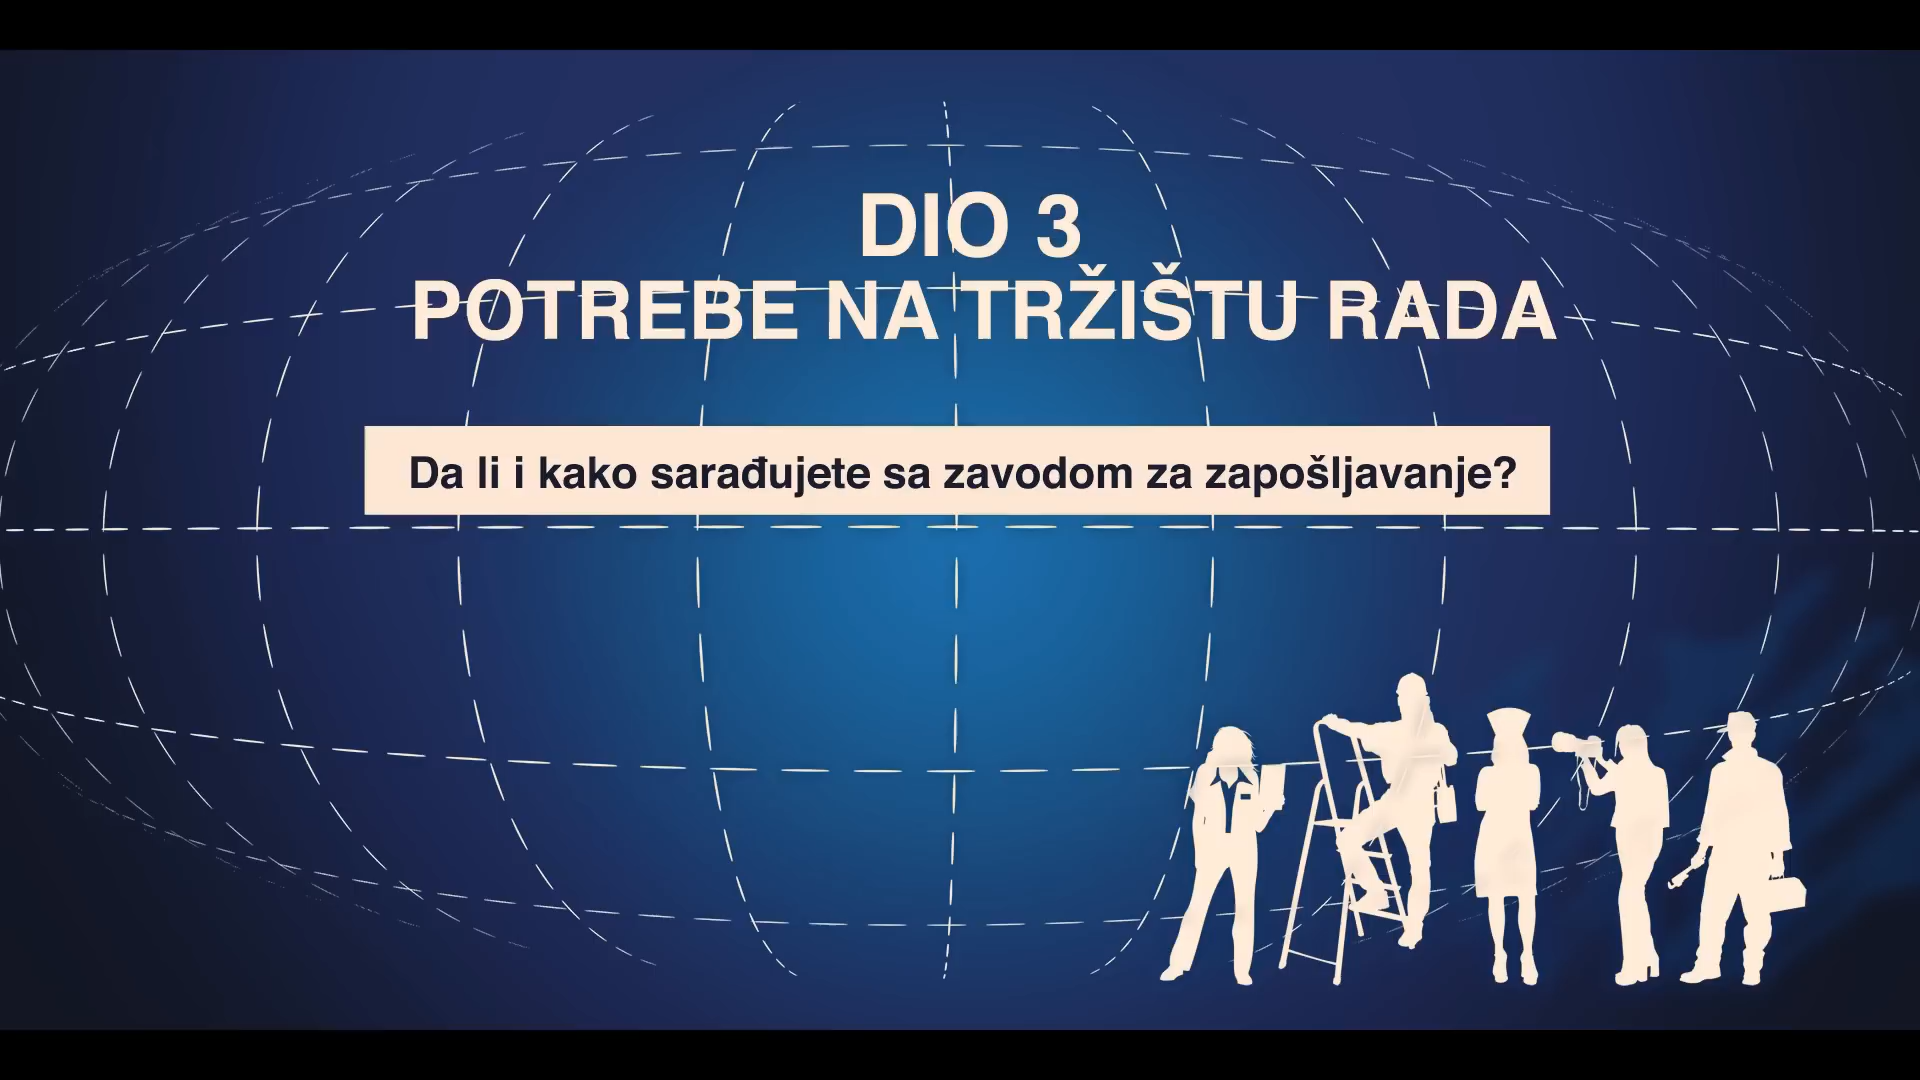 DIO 3
POTREBE NA TRŽIŠTU RADA
Da li i kako sarađujete sa zavodom za zapošljavanje?